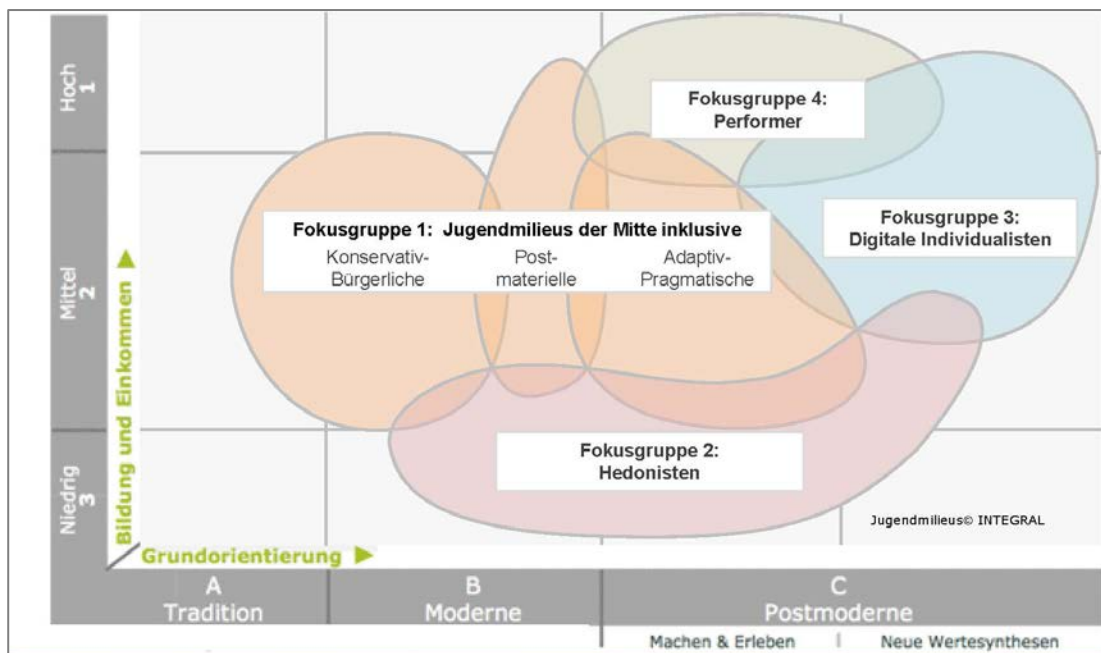 Hoch
1
Mittel
2
Niedrig
3
Bildung und Einkommen
Fokusgruppe 4:
Performer
Fokusgruppe 1: Jugendmilieus der Mitte inklusive
Konservativ-
Bürgerliche
Post-
materielle
Adaptiv-
Pragmatische
Fokusgruppe 3:
Digitale Individualisten
Fokusgruppe 2:
Hedonisten
Jugendmilieus© INTEGRAL
Grundorientierung
A
Tradition
B
Moderne
C
Postmoderne
Machen & Erleben | Neue Wertesynthesen